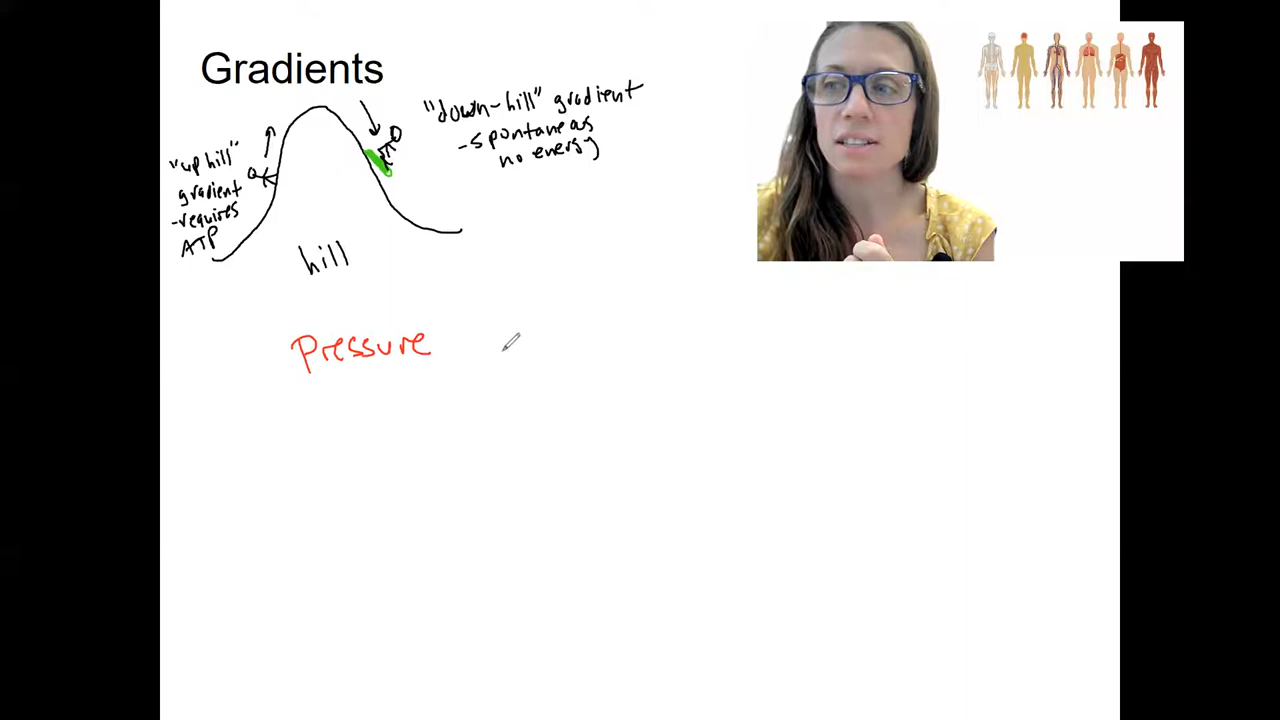 Gradients
"down-hill" gradient
-spontaneous
no energy
"up hill"
gradient
-requires
ATP
hill
Pressure